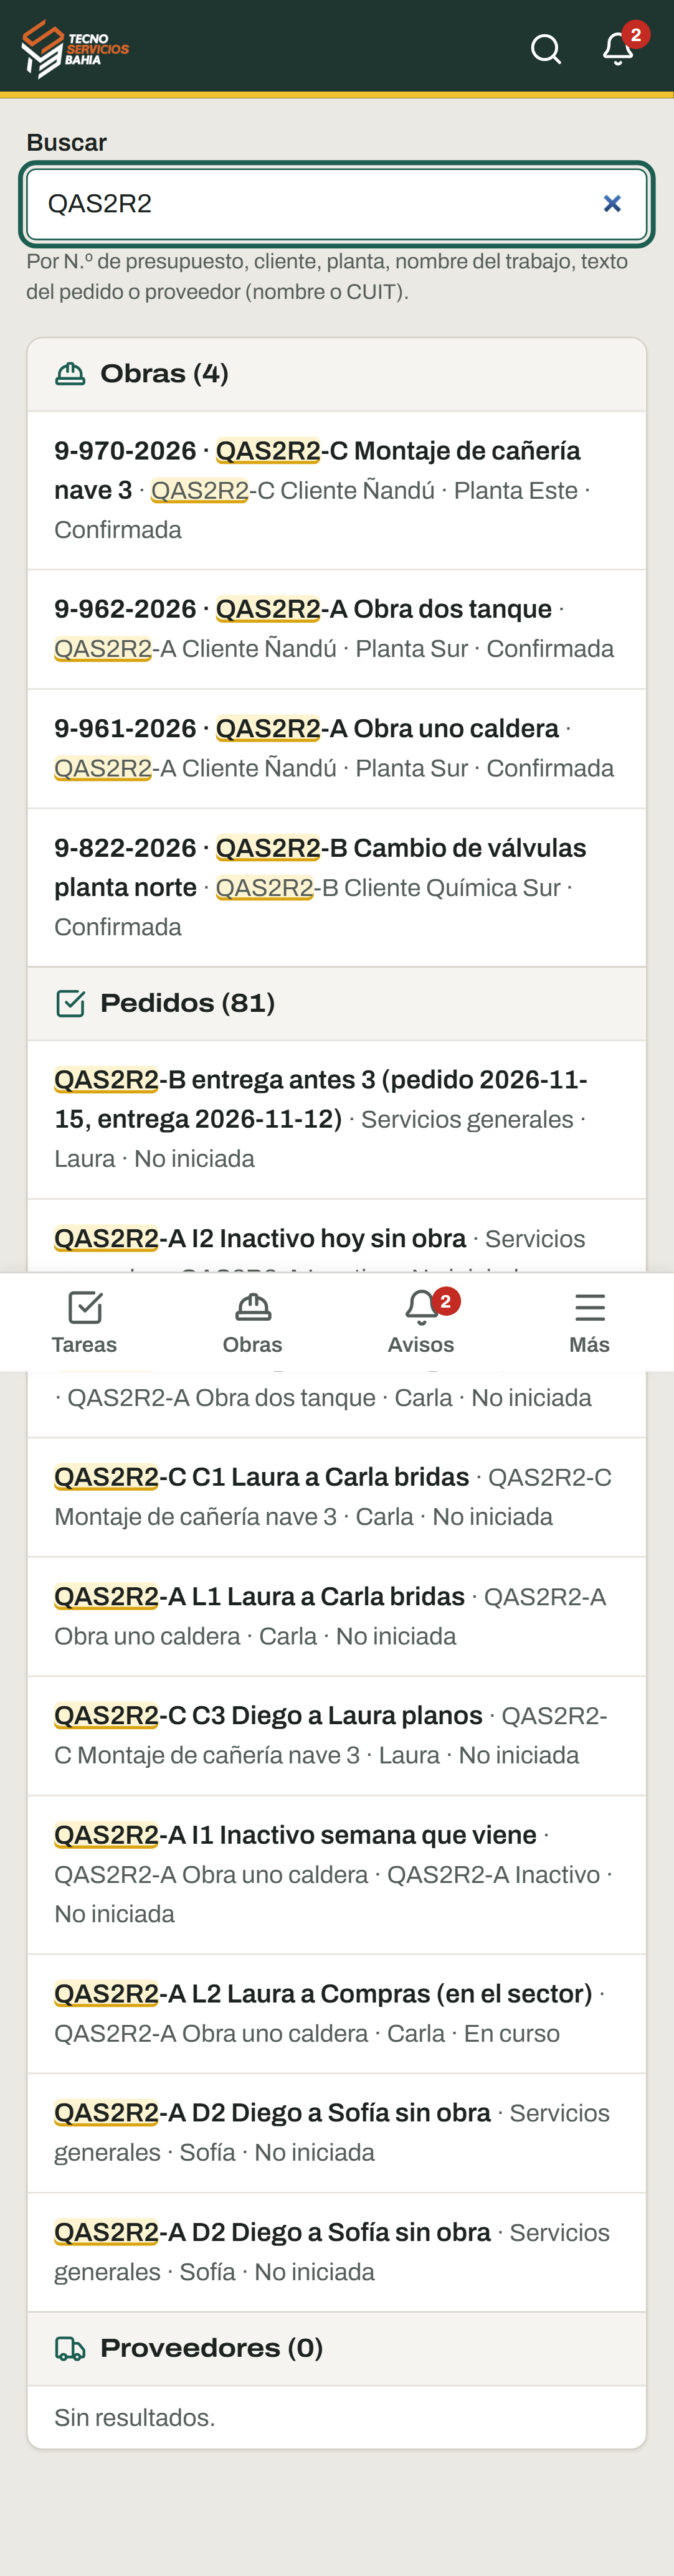 TECNO
SERVICIOS
BAHIA
2
Buscar
QAS2R2
Por N.º de presupuesto, cliente, planta, nombre del trabajo, texto
del pedido o proveedor (nombre o CUIT).
Obras (4)
9-970-2026 · QAS2R2-C Montaje de cañería
nave 3 · QAS2R2-C Cliente Ñandú · Planta Este ·
Confirmada
9-962-2026 · QAS2R2-A Obra dos tanque ·
QAS2R2-A Cliente Ñandú · Planta Sur · Confirmada
9-961-2026 · QAS2R2-A Obra uno caldera ·
QAS2R2-A Cliente Ñandú · Planta Sur · Confirmada
9-822-2026 · QAS2R2-B Cambio de válvulas
planta norte · QAS2R2-B Cliente Química Sur ·
Confirmada
Pedidos (81)
QAS2R2-B entrega antes 3 (pedido 2026-11-
15, entrega 2026-11-12) · Servicios generales ·
Laura · No iniciada
QAS2R2-A I2 Inactivo hoy sin obra · Servicios
2
Tareas
Obras
Avisos
Más
· QAS2R2-A Obra dos tanque · Carla · No iniciada
QAS2R2-C C1 Laura a Carla bridas · QAS2R2-C
Montaje de cañería nave 3 · Carla · No iniciada
QAS2R2-A L1 Laura a Carla bridas · QAS2R2-A
Obra uno caldera · Carla · No iniciada
QAS2R2-C C3 Diego a Laura planos · QAS2R2-
C Montaje de cañería nave 3 · Laura · No iniciada
QAS2R2-A I1 Inactivo semana que viene ·
QAS2R2-A Obra uno caldera · QAS2R2-A Inactivo ·
No iniciada
QAS2R2-A L2 Laura a Compras (en el sector) ·
QAS2R2-A Obra uno caldera · Carla · En curso
QAS2R2-A D2 Diego a Sofía sin obra · Servicios
generales · Sofía · No iniciada
QAS2R2-A D2 Diego a Sofía sin obra · Servicios
generales · Sofía · No iniciada
Proveedores (0)
Sin resultados.